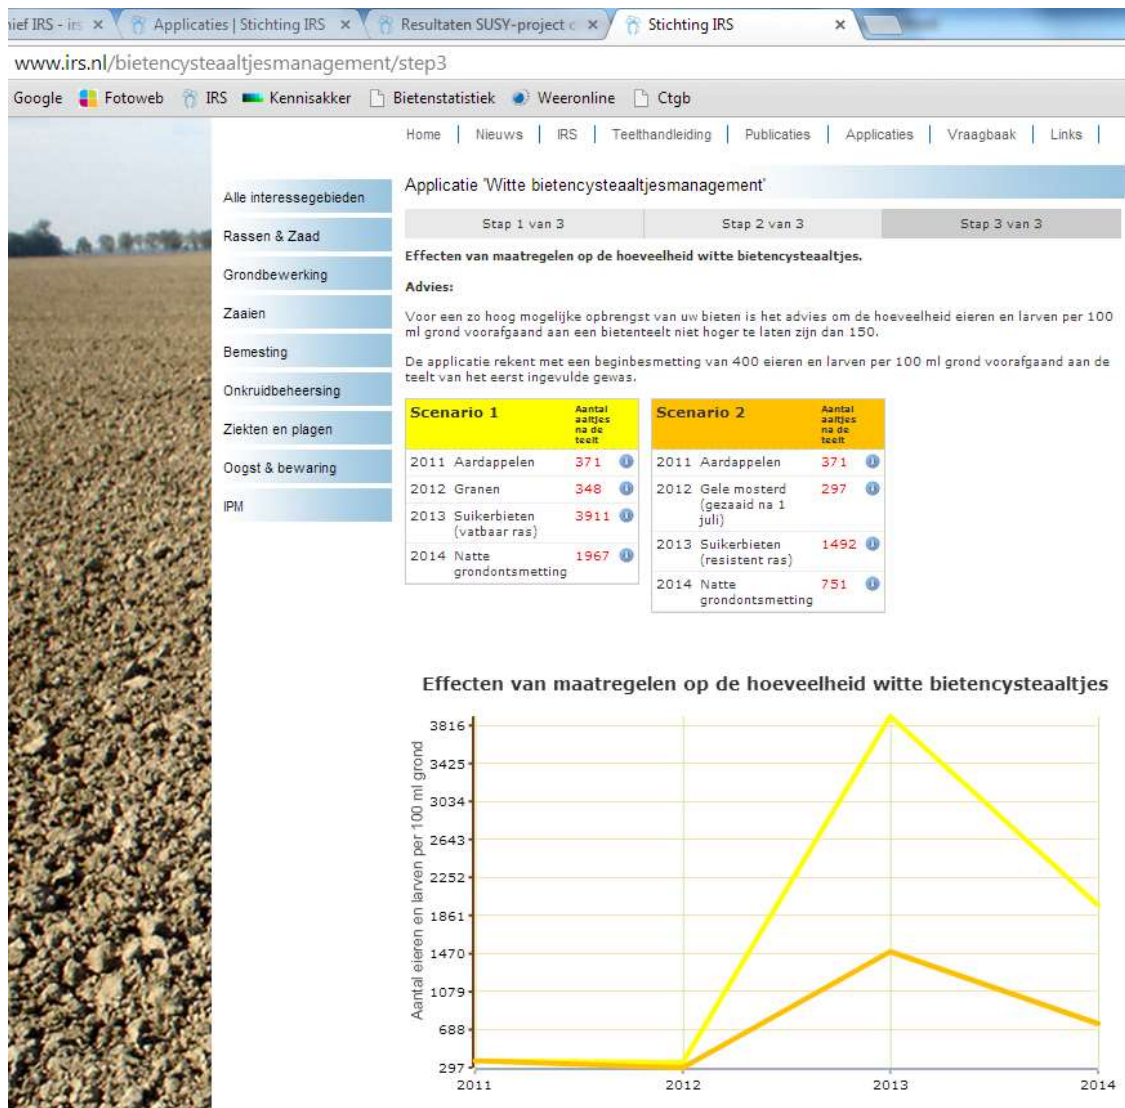 hief IRS - irs
Applicaties | Stichting IRS
Resultaten SUSY-project
Stichting IRS
www.irs.nl/bietencysteaaltjesmanagement/step3
Google Fotoweb IRS Kennisakker Bietenstatistiek Weeronline Ctgb
Home | Nieuws | IRS | Teelthandleiding | Publicaties | Applicaties | Vraagbaak | Links |
Alle interessegebieden
Rassen & Zaad
Grondbewerking
Zaaien
Bemesting
Onkruidbeheersing
Ziekten en plagen
Oogst & bewaring
IPM
Applicatie 'Witte bietencysteaaltjesmanagement'
Stap 1 van 3 Stap 2 van 3 Stap 3 van 3
Effecten van maatregelen op de hoeveelheid witte bietencysteaaltjes.
Advies:
Voor een zo hoog mogelijke opbrengst van uw bieten is het advies om de hoeveelheid eieren en larven per 100
ml grond voorafgaand aan een bietenteelt niet hoger te laten zijn dan 150.
De applicatie rekent met een beginbesmetting van 400 eieren en larven per 100 ml grond voorafgaand aan de
teelt van het eerst ingevulde gewas.
Scenario 1
Aantal
aaltjes
na de
teelt
2011 Aardappelen 371
2012 Granen 348
2013 Suikerbieten 3911
(vatbaar ras)
2014 Natte 1967
grondontsmetting
Scenario 2
Aantal
aaltjes
na de
teelt
2011 Aardappelen 371
2012 Gele mosterd 297
(gezaaid na 1
juli)
2013 Suikerbieten 1492
(resistent ras)
2014 Natte 751
grondontsmetting
Effecten van maatregelen op de hoeveelheid witte bietencysteaaltjes
Aantal eieren en larven per 100 ml grond
3816
3425
3034
2643
2252
1861
1470
1079
688
297
2011 2012 2013 2014